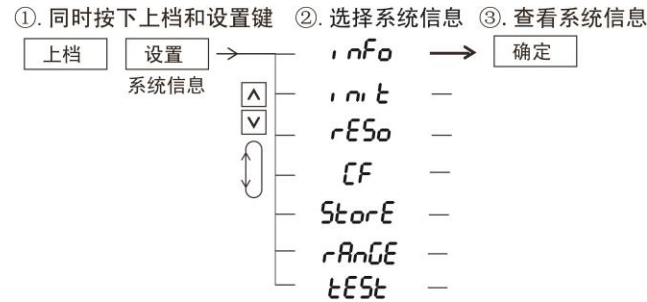 ①. 同时按下上档和设置键 ②. 选择系统信息 ③. 查看系统信息
上档 设置 inFo 确定
系统信息
init
rESo
CF
StorE
rAnGE
tESt